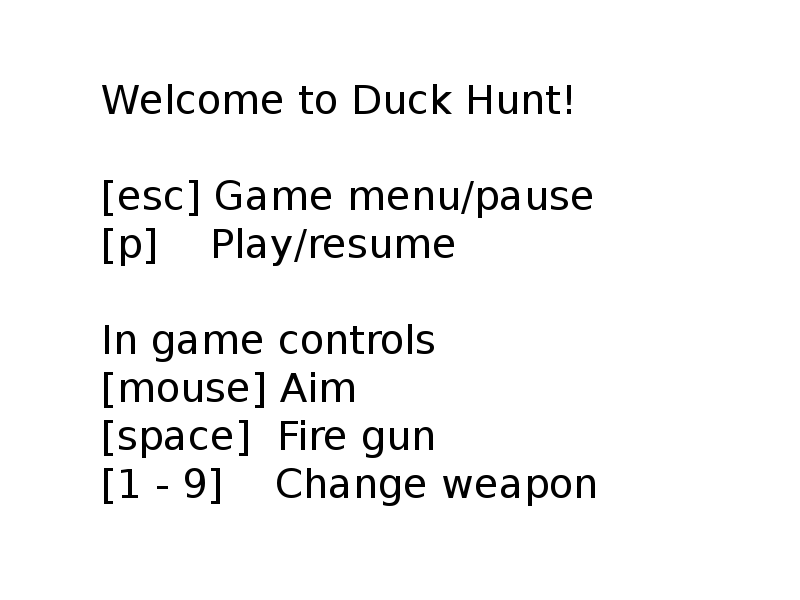 Welcome to Duck Hunt!
[esc] Game menu/pause
[p]    Play/resume
In game controls
[mouse] Aim
[space]  Fire gun
[1 - 9]    Change weapon